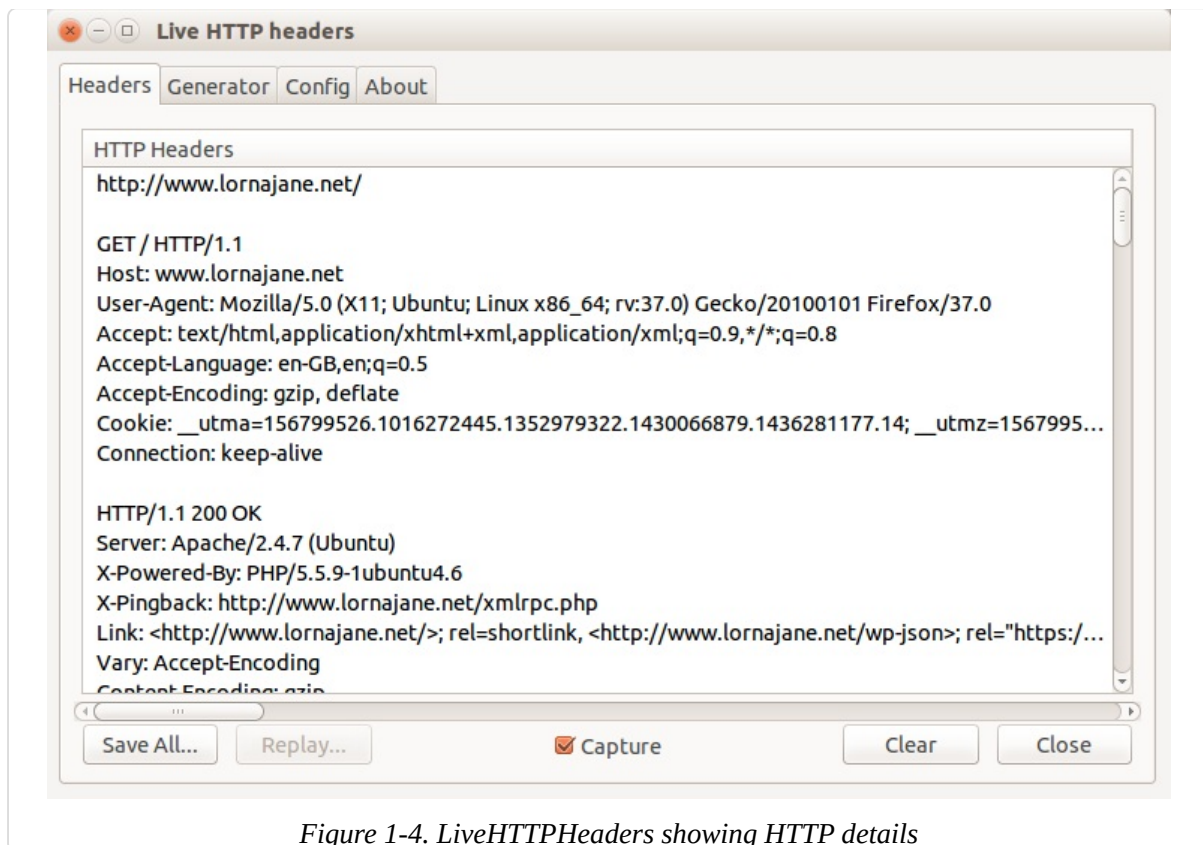 Live HTTP headers
Headers Generator Config About
HTTP Headers
http://www.lornajane.net/
GET / HTTP/1.1
Host: www.lornajane.net
User-Agent: Mozilla/5.0 (X11; Ubuntu; Linux x86_64; rv:37.0) Gecko/20100101 Firefox/37.0
Accept: text/html,application/xhtml+xml,application/xml;q=0.9,*/*;q=0.8
Accept-Language: en-GB,en;q=0.5
Accept-Encoding: gzip, deflate
Cookie: __utma=156799526.1016272445.1352979322.1430066879.1436281177.14; __utmz=1567995...
Connection: keep-alive
HTTP/1.1 200 OK
Server: Apache/2.4.7 (Ubuntu)
X-Powered-By: PHP/5.5.9-1ubuntu4.6
X-Pingback: http://www.lornajane.net/xmlrpc.php
Link: <http://www.lornajane.net/>; rel=shortlink, <http://www.lornajane.net/wp-json>; rel="https:/...
Vary: Accept-Encoding
Content-Encoding: gzip
Save All... Replay... Capture Clear Close
Figure 1-4. LiveHTTPHeaders showing HTTP details